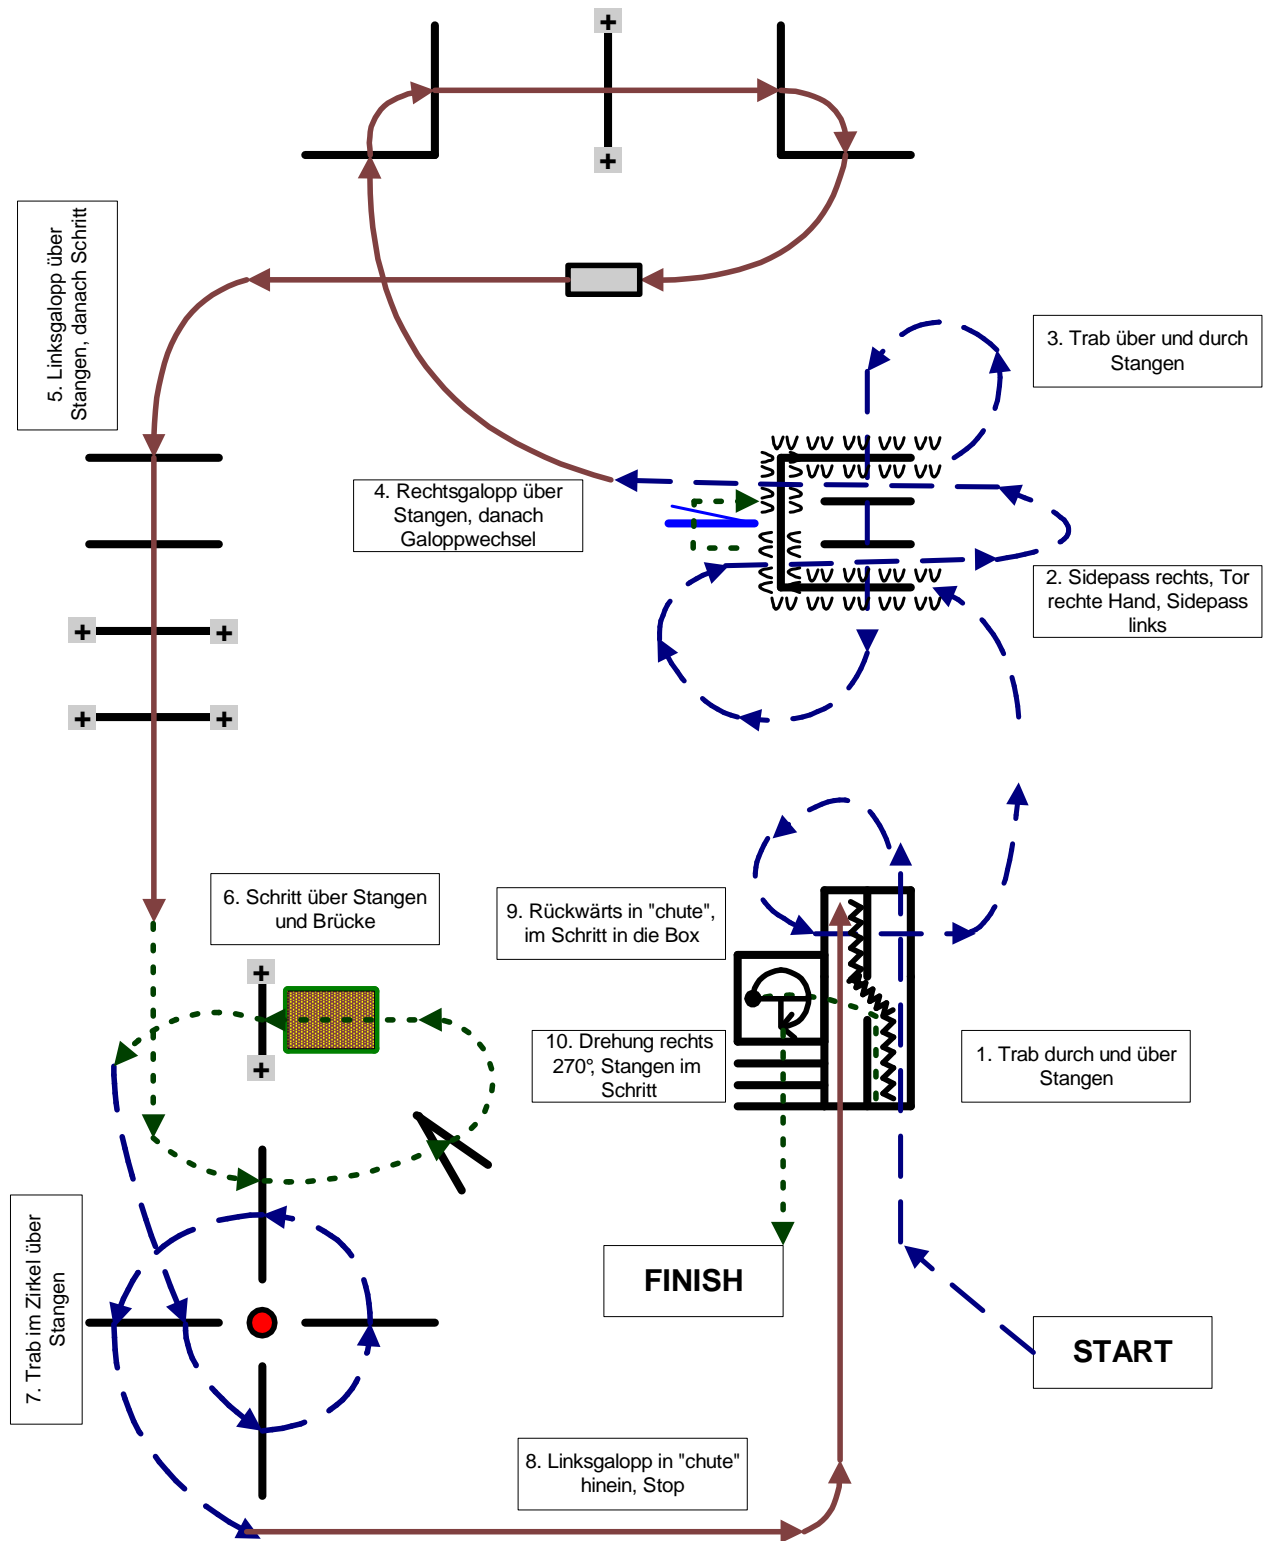 5. Linksgalopp über
Stangen, danach Schritt
3. Trab über und durch
Stangen
4. Rechtsgalopp über
Stangen, danach
Galoppwechsel
2. Sidepass rechts, Tor
rechte Hand, Sidepass
links
6. Schritt über Stangen
und Brücke
9. Rückwärts in "chute",
im Schritt in die Box
10. Drehung rechts
270°, Stangen im
Schritt
1. Trab durch und über
Stangen
7. Trab im Zirkel über
Stangen
FINISH
START
8. Linksgalopp in "chute"
hinein, Stop